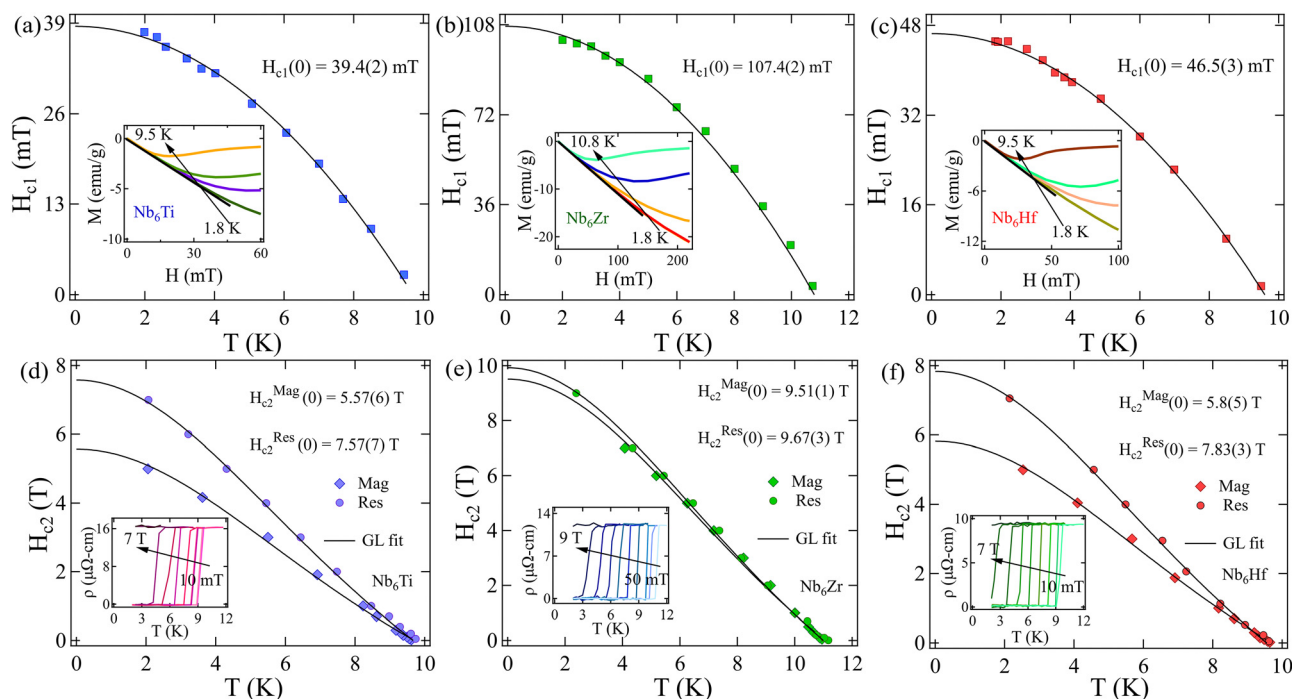 (a)
H_c1(0) = 39.4(2) mT
39
26
13
0
H_c1 (mT)
9.5 K
Nb₆Ti
1.8 K
0
-5
-10
M (emu/g)
0 30 60
H (mT)
0 2 4 6 8 10
T (K)
(b)
H_c1(0) = 107.4(2) mT
108
72
36
0
H_c1 (mT)
10.8 K
Nb₆Zr
1.8 K
0
-10
-20
M (emu/g)
0 100 200
H (mT)
0 2 4 6 8 10 12
T (K)
(c)
H_c1(0) = 46.5(3) mT
48
32
16
0
H_c1 (mT)
9.5 K
Nb₆Hf
1.8 K
0
-6
-12
M (emu/g)
0 50 100
H (mT)
0 2 4 6 8 10
T (K)
(d)
H_c2^Mag(0) = 5.57(6) T
H_c2^Res(0) = 7.57(7) T
Mag
Res
GL fit
Nb₆Ti
8
6
4
2
0
H_c2 (T)
7 T
10 mT
16
8
0
ρ (μΩ-cm)
3 6 9 12
T (K)
0 2 4 6 8 10
T (K)
(e)
H_c2^Mag(0) = 9.51(1) T
H_c2^Res(0) = 9.67(3) T
Mag
Res
GL fit
Nb₆Zr
10
8
6
4
2
0
H_c2 (T)
9 T
50 mT
14
7
0
ρ (μΩ-cm)
3 6 9 12
T (K)
0 2 4 6 8 10 12
T (K)
(f)
H_c2^Mag(0) = 5.8(5) T
H_c2^Res(0) = 7.83(3) T
Mag
Res
GL fit
Nb₆Hf
8
6
4
2
0
H_c2 (T)
7 T
10 mT
10
5
0
ρ (μΩ-cm)
0 3 6 9 12
T (K)
0 2 4 6 8 10
T (K)